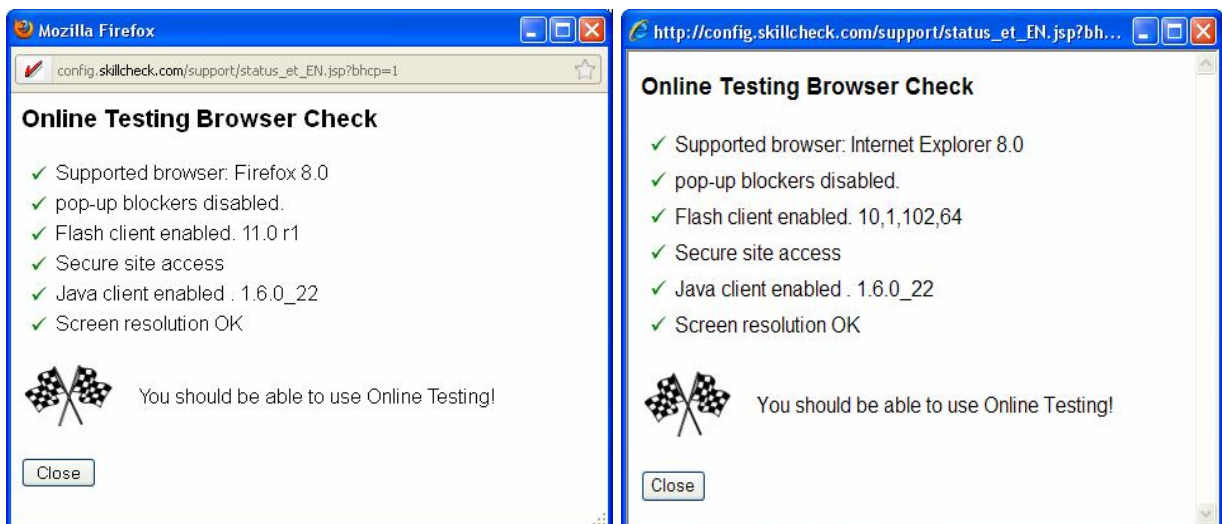 Mozilla Firefox
config.skillcheck.com/support/status_et_EN.jsp?bhcp=1
Online Testing Browser Check
✓ Supported browser: Firefox 8.0
✓ pop-up blockers disabled.
✓ Flash client enabled. 11.0 r1
✓ Secure site access
✓ Java client enabled . 1.6.0_22
✓ Screen resolution OK
You should be able to use Online Testing!
Close
http://config.skillcheck.com/support/status_et_EN.jsp?bh...
Online Testing Browser Check
✓ Supported browser: Internet Explorer 8.0
✓ pop-up blockers disabled.
✓ Flash client enabled. 10,1,102,64
✓ Secure site access
✓ Java client enabled . 1.6.0_22
✓ Screen resolution OK
You should be able to use Online Testing!
Close